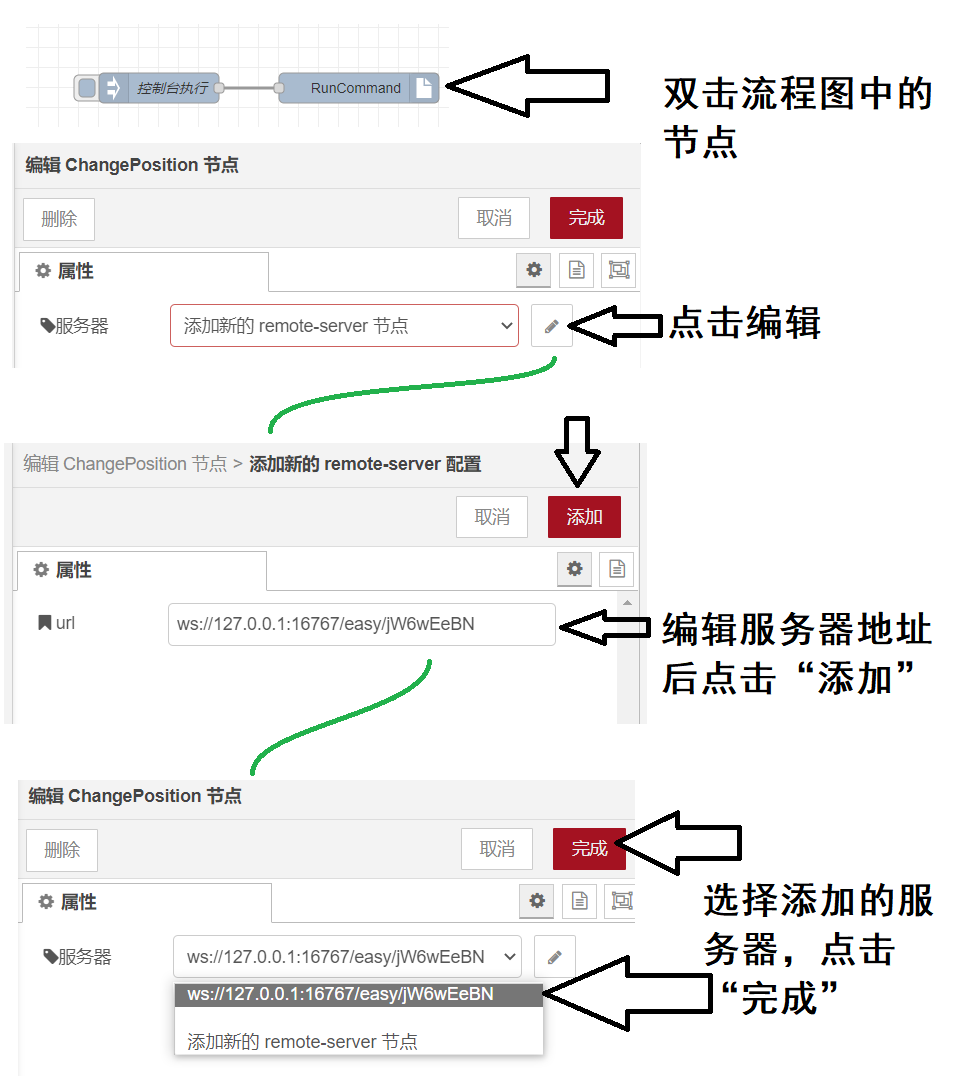 控制台执行
RunCommand
双击流程图中的
节点
编辑 ChangePosition 节点
删除
取消
完成
属性
服务器
添加新的 remote-server 节点
点击编辑
编辑 ChangePosition 节点 > 添加新的 remote-server 配置
取消
添加
属性
url
ws://127.0.0.1:16767/easy/jW6wEeBN
编辑服务器地址
后点击“添加”
编辑 ChangePosition 节点
删除
取消
完成
属性
服务器
ws://127.0.0.1:16767/easy/jW6wEeBN
ws://127.0.0.1:16767/easy/jW6wEeBN
添加新的 remote-server 节点
选择添加的服
务器，点击
“完成”